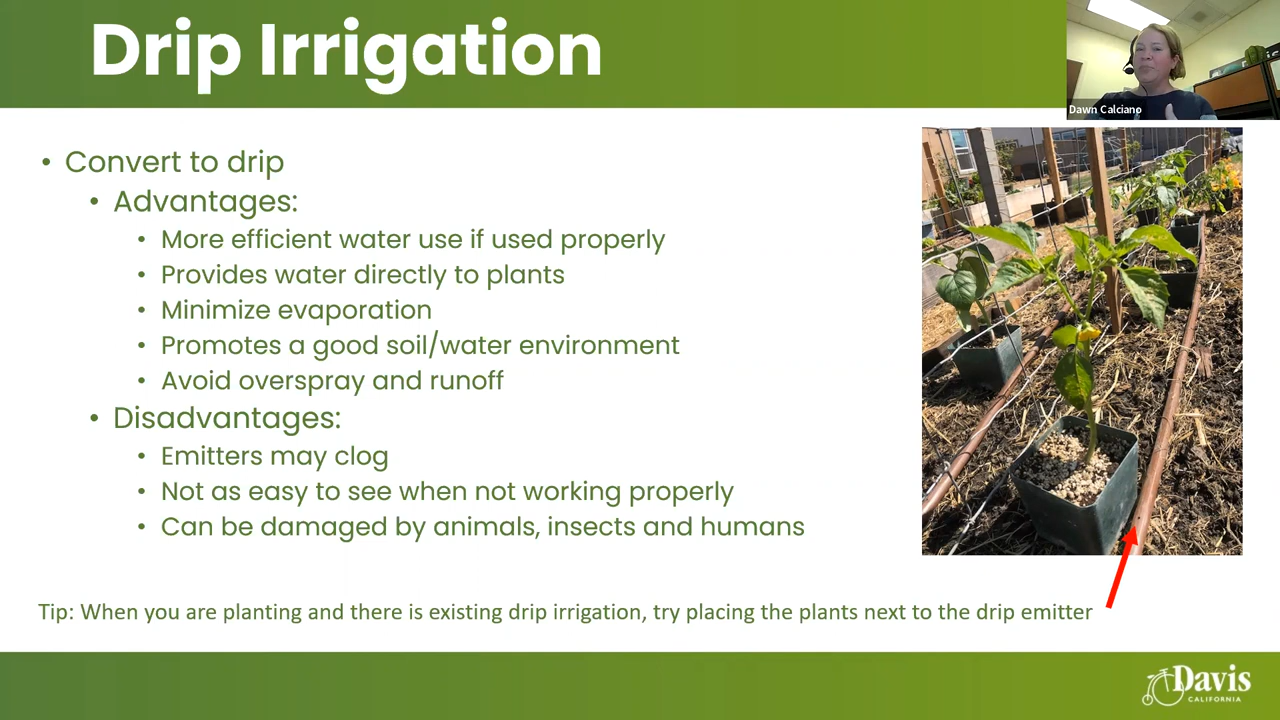 Drip Irrigation
Dawn Calciano
• Convert to drip
• Advantages:
• More efficient water use if used properly
• Provides water directly to plants
• Minimize evaporation
• Promotes a good soil/water environment
• Avoid overspray and runoff
• Disadvantages:
• Emitters may clog
• Not as easy to see when not working properly
• Can be damaged by animals, insects and humans
Tip: When you are planting and there is existing drip irrigation, try placing the plants next to the drip emitter
Davis
CALIFORNIA